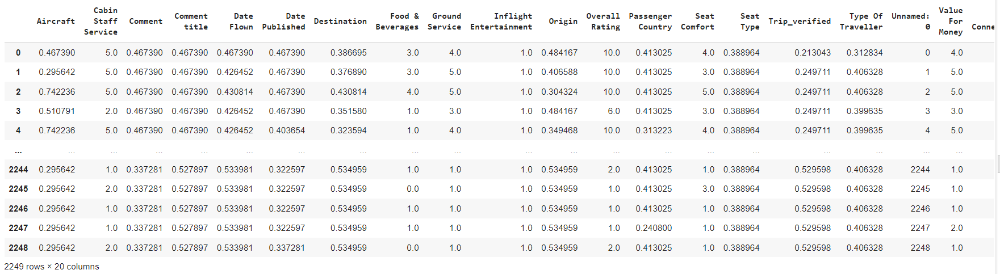 Aircraft Cabin Staff Service Comment Comment title Date Flown Date Published Destination Food & Beverages Ground Service Inflight Entertainment Origin Overall Rating Passenger Country Seat Comfort Seat Type Trip_verified Type Of Traveller Unnamed: 0 Value For Money Conne
0 0.467390 5.0 0.467390 0.467390 0.467390 0.467390 0.386695 3.0 4.0 1.0 0.484167 10.0 0.413025 4.0 0.388964 0.213043 0.312834 0 4.0
1 0.295642 5.0 0.467390 0.467390 0.426452 0.467390 0.376890 3.0 5.0 1.0 0.406588 10.0 0.413025 3.0 0.388964 0.249711 0.406328 1 5.0
2 0.742236 5.0 0.467390 0.467390 0.430814 0.467390 0.430814 4.0 5.0 1.0 0.304324 10.0 0.413025 5.0 0.388964 0.249711 0.406328 2 5.0
3 0.510791 2.0 0.467390 0.467390 0.426452 0.467390 0.351580 1.0 3.0 1.0 0.484167 6.0 0.413025 3.0 0.388964 0.249711 0.399635 3 3.0
4 0.742236 5.0 0.467390 0.467390 0.426452 0.403654 0.323594 1.0 4.0 1.0 0.349468 10.0 0.313223 4.0 0.388964 0.249711 0.399635 4 5.0
... ... ... ... ... ... ... ... ... ... ... ... ... ... ... ... ... ... ... ...
2244 0.295642 1.0 0.337281 0.527897 0.533981 0.322597 0.534959 1.0 1.0 1.0 0.534959 2.0 0.413025 1.0 0.388964 0.529598 0.406328 2244 1.0
2245 0.295642 2.0 0.337281 0.527897 0.533981 0.322597 0.534959 0.0 1.0 1.0 0.534959 1.0 0.413025 3.0 0.388964 0.529598 0.406328 2245 1.0
2246 0.295642 1.0 0.337281 0.527897 0.533981 0.322597 0.534959 1.0 1.0 1.0 0.534959 1.0 0.413025 1.0 0.388964 0.529598 0.406328 2246 1.0
2247 0.295642 1.0 0.337281 0.527897 0.533981 0.322597 0.534959 1.0 1.0 1.0 0.534959 1.0 0.240800 1.0 0.388964 0.529598 0.406328 2247 2.0
2248 0.295642 2.0 0.337281 0.527897 0.533981 0.337281 0.534959 0.0 1.0 1.0 0.534959 2.0 0.413025 1.0 0.388964 0.529598 0.406328 2248 1.0
2249 rows × 20 columns